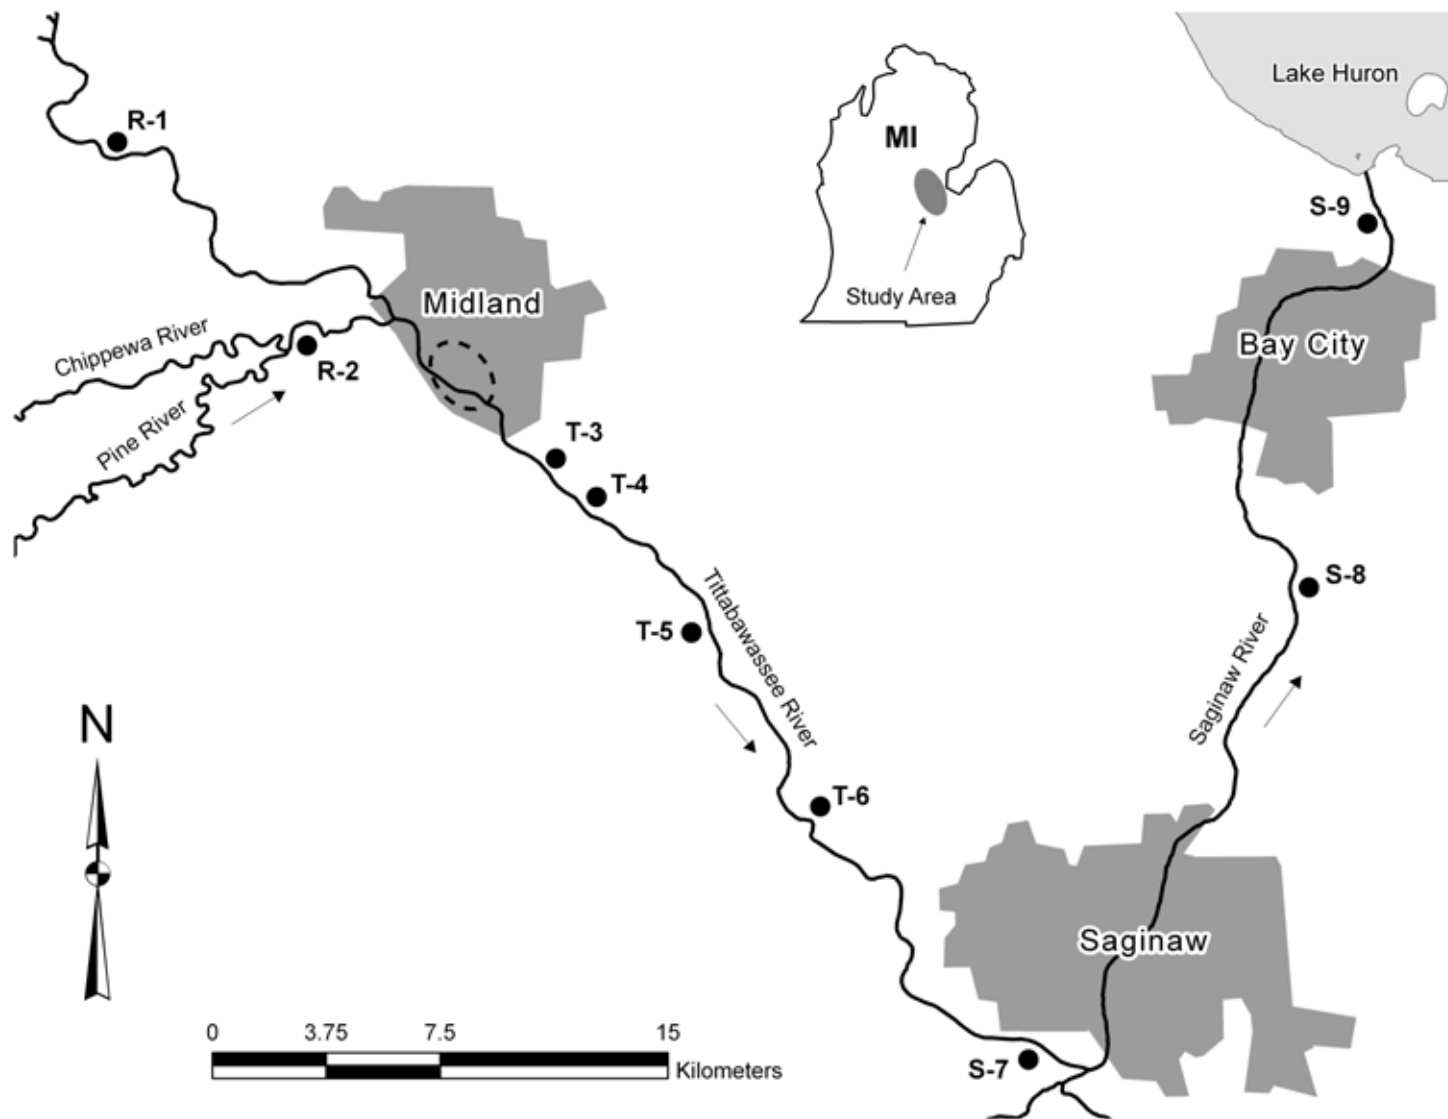 Lake Huron
R-1
MI
S-9
Study Area
Midland
Chippewa River
R-2
Bay City
Pine River
T-3
T-4
S-8
Tittabawassee River
T-5
Saginaw River
N
T-6
Saginaw
0 3.75 7.5 15
Kilometers
S-7